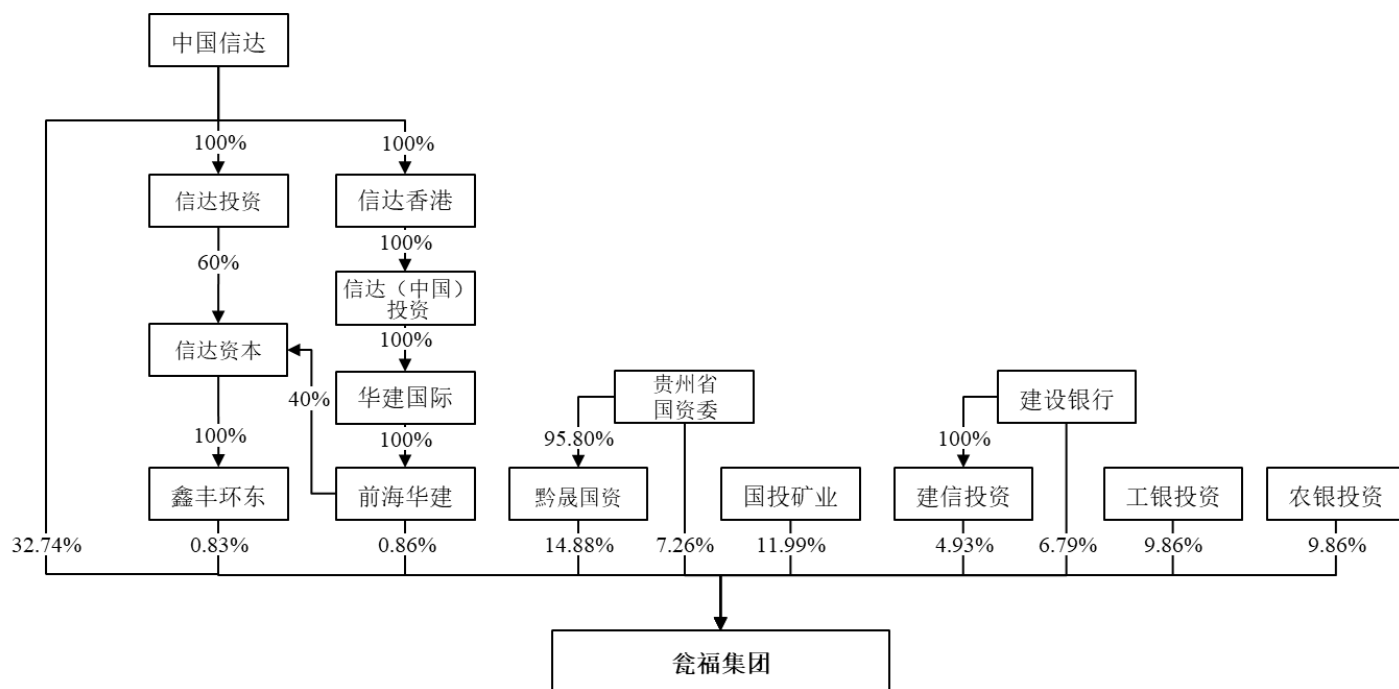 中国信达
100%
100%
信达投资
信达香港
100%
60%
信达（中国）
投资
100%
信达资本
贵州省
国资委
华建国际
40%
建设银行
100%
100%
95.80%
100%
鑫丰环东
前海华建
黔晟国资
国投矿业
建信投资
工银投资
农银投资
32.74%
0.83%
0.86%
14.88%
7.26%
11.99%
4.93%
6.79%
9.86%
9.86%
瓮福集团